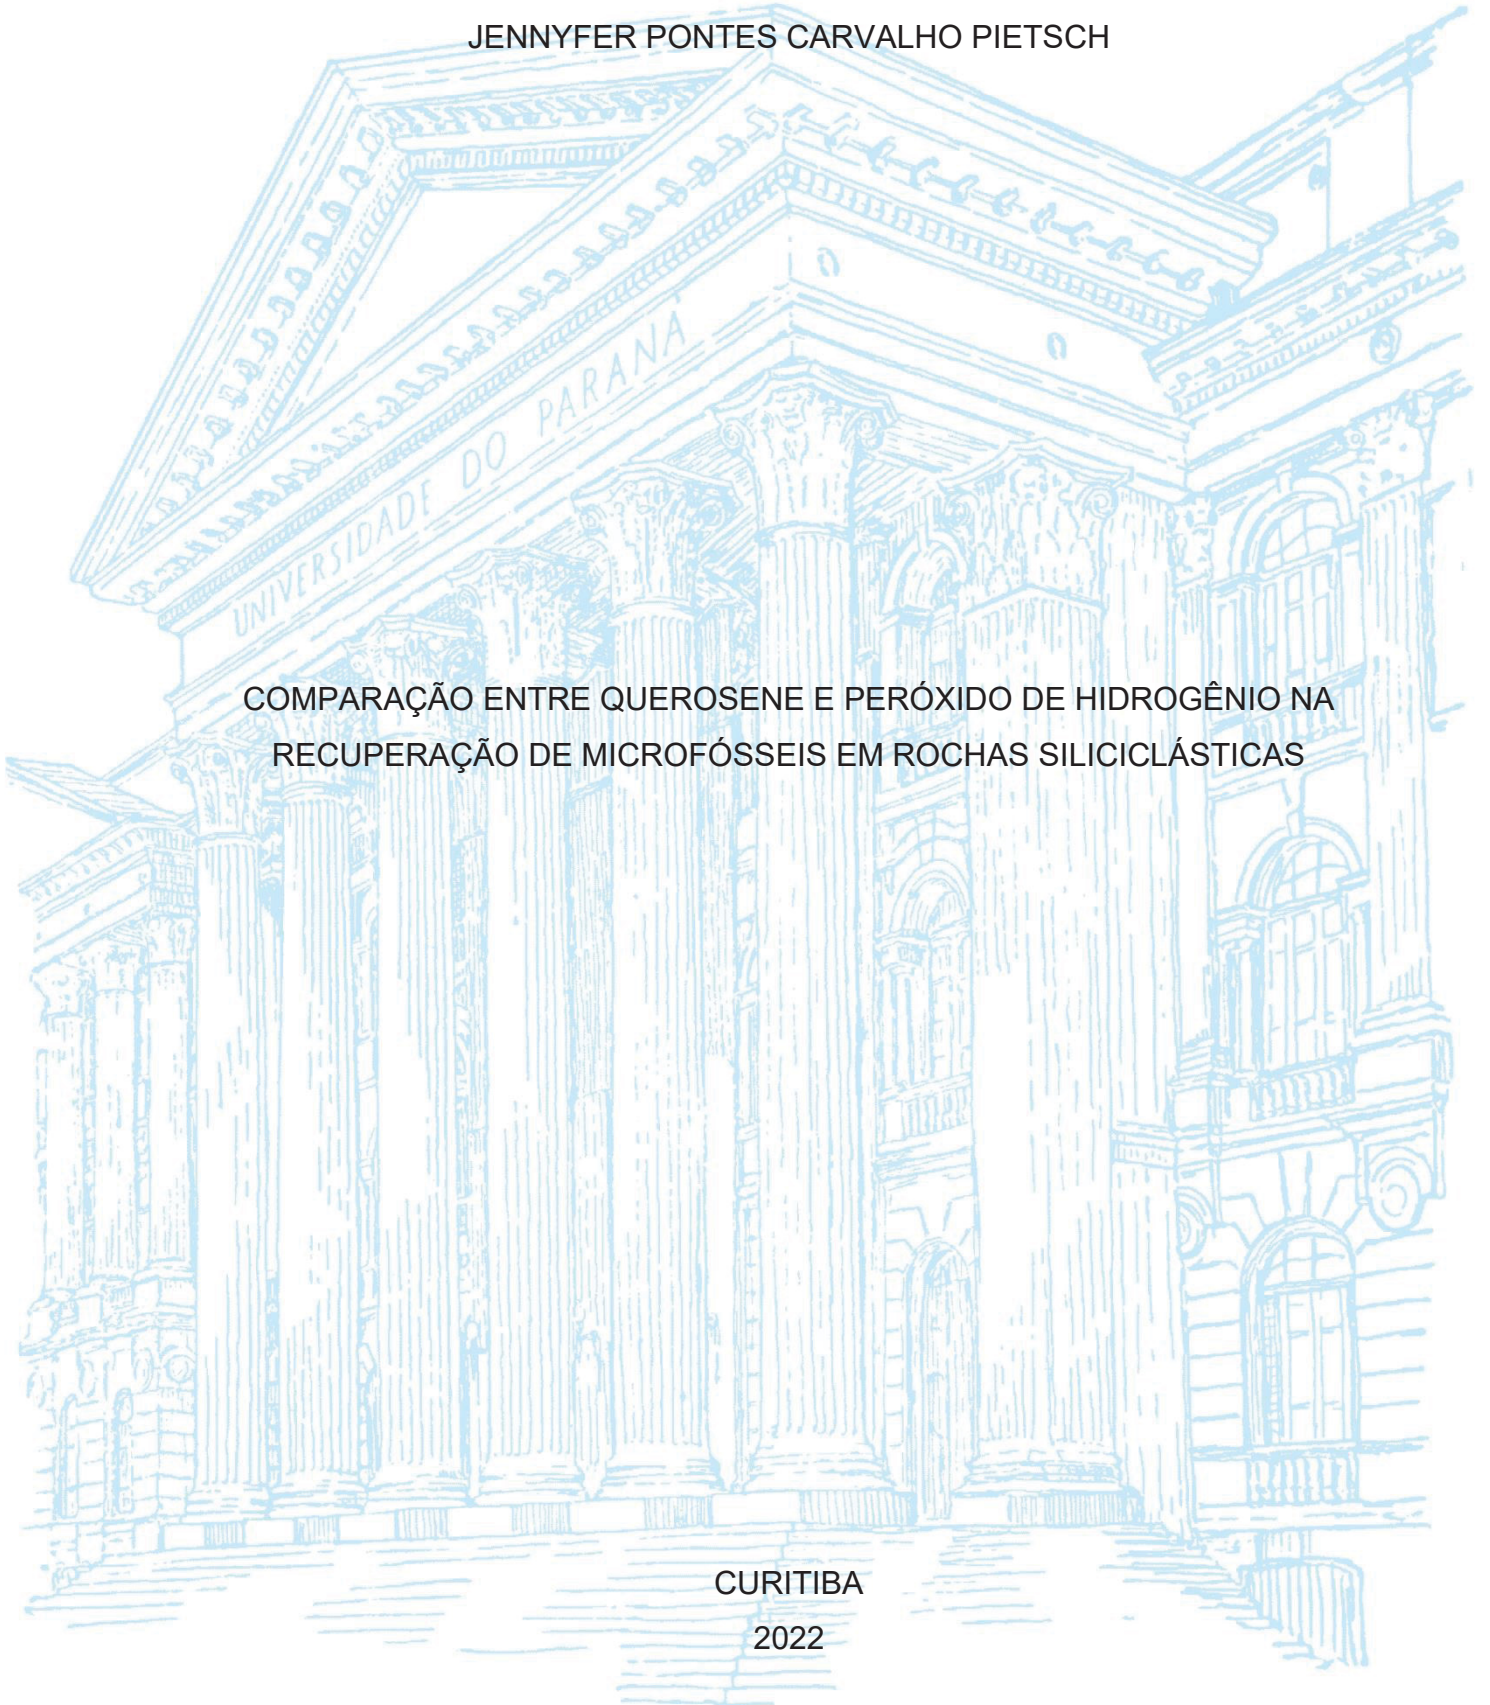 JENNYFER PONTES CARVALHO PIETSCH
UNIVERSIDADE DO PARANÁ
COMPARAÇÃO ENTRE QUEROSENE E PERÓXIDO DE HIDROGÊNIO NA
RECUPERAÇÃO DE MICROFÓSSEIS EM ROCHAS SILICICLÁSTICAS
CURITIBA
2022